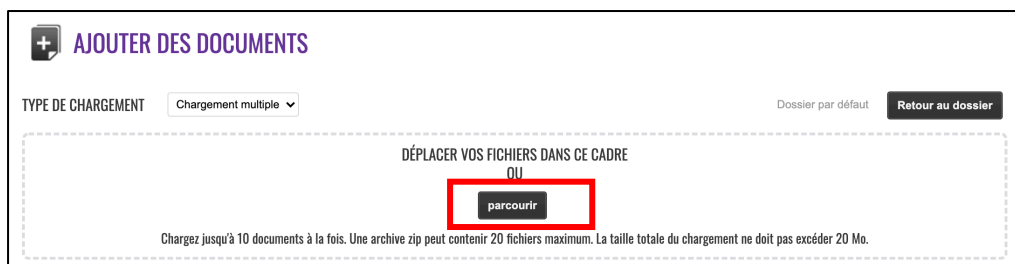 AJOUTER DES DOCUMENTS
TYPE DE CHARGEMENT Chargement multiple Dossier par défaut Retour au dossier
DÉPLACER VOS FICHIERS DANS CE CADRE
OU
parcourir
Chargez jusqu'à 10 documents à la fois. Une archive zip peut contenir 20 fichiers maximum. La taille totale du chargement ne doit pas excéder 20 Mo.